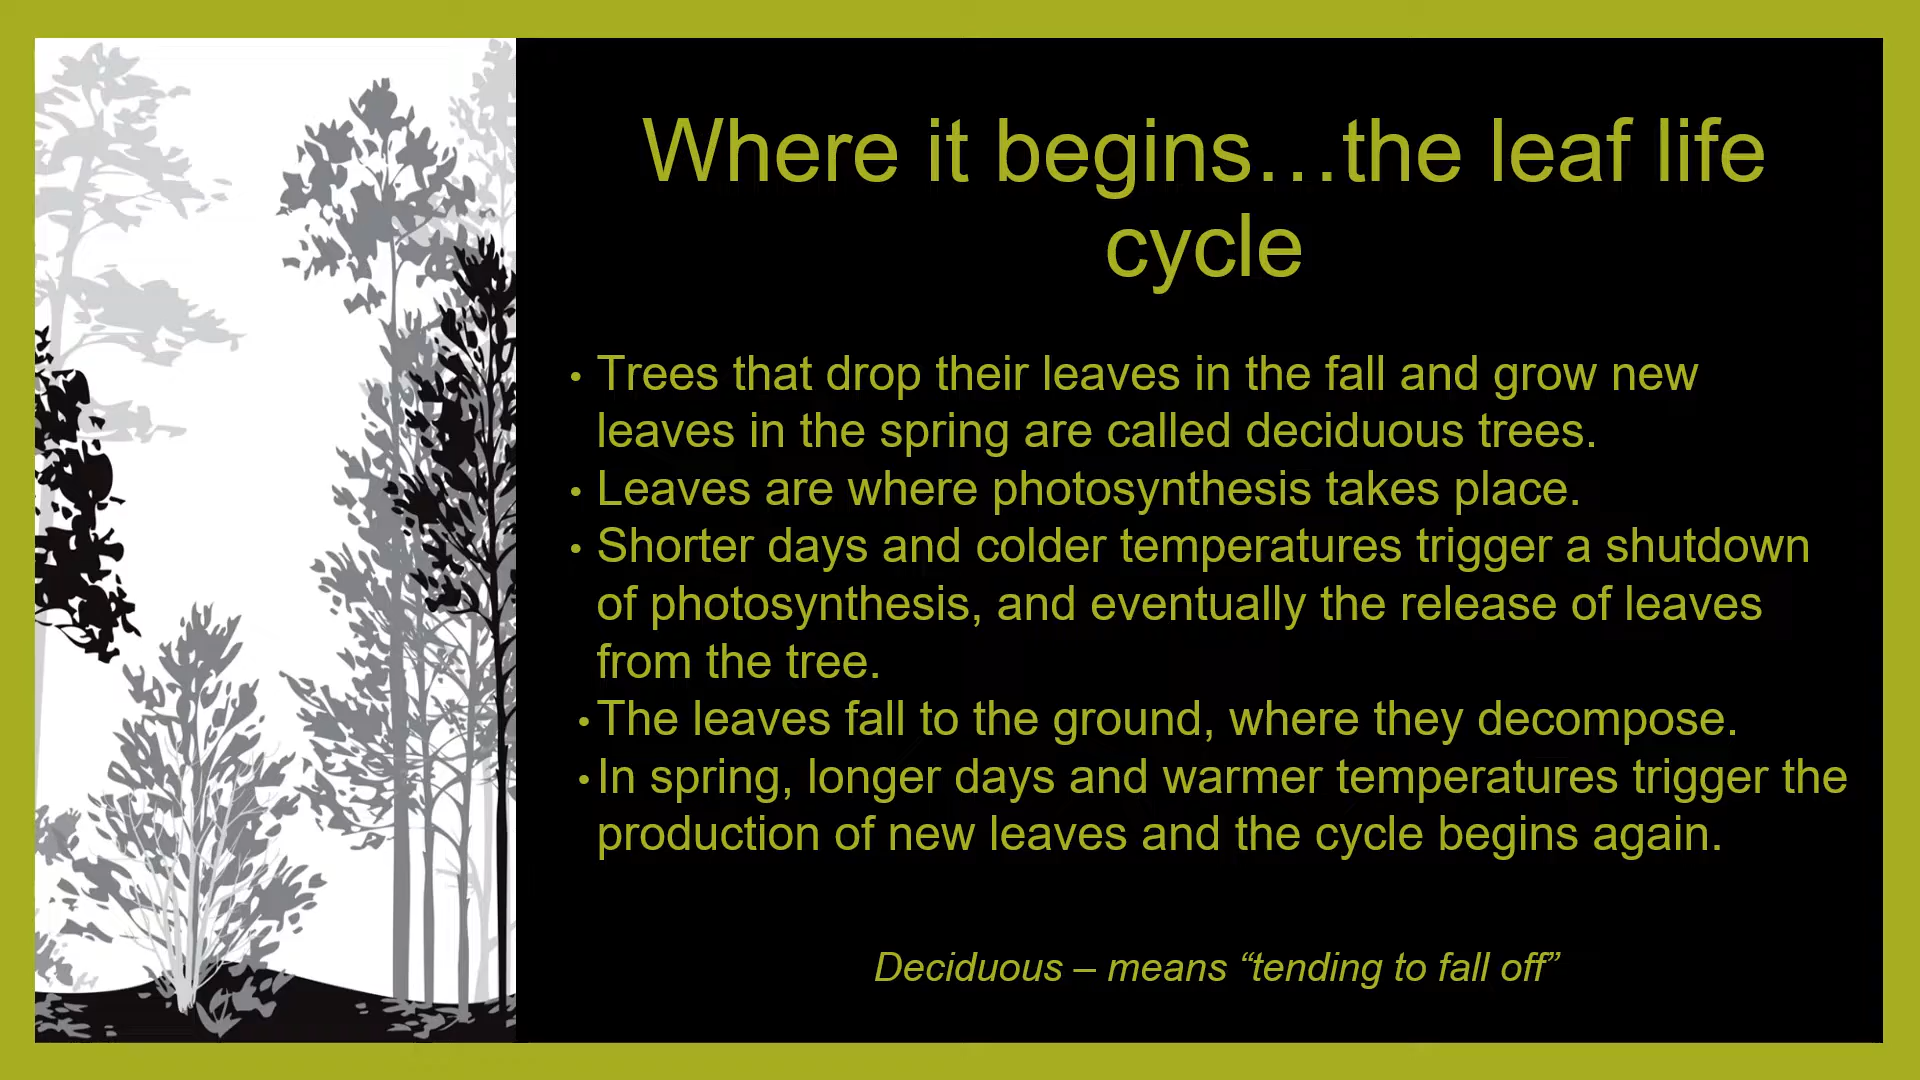 Where it begins…the leaf life
cycle
• Trees that drop their leaves in the fall and grow new
leaves in the spring are called deciduous trees.
• Leaves are where photosynthesis takes place.
• Shorter days and colder temperatures trigger a shutdown
of photosynthesis, and eventually the release of leaves
from the tree.
• The leaves fall to the ground, where they decompose.
• In spring, longer days and warmer temperatures trigger the
production of new leaves and the cycle begins again.
Deciduous – means “tending to fall off”